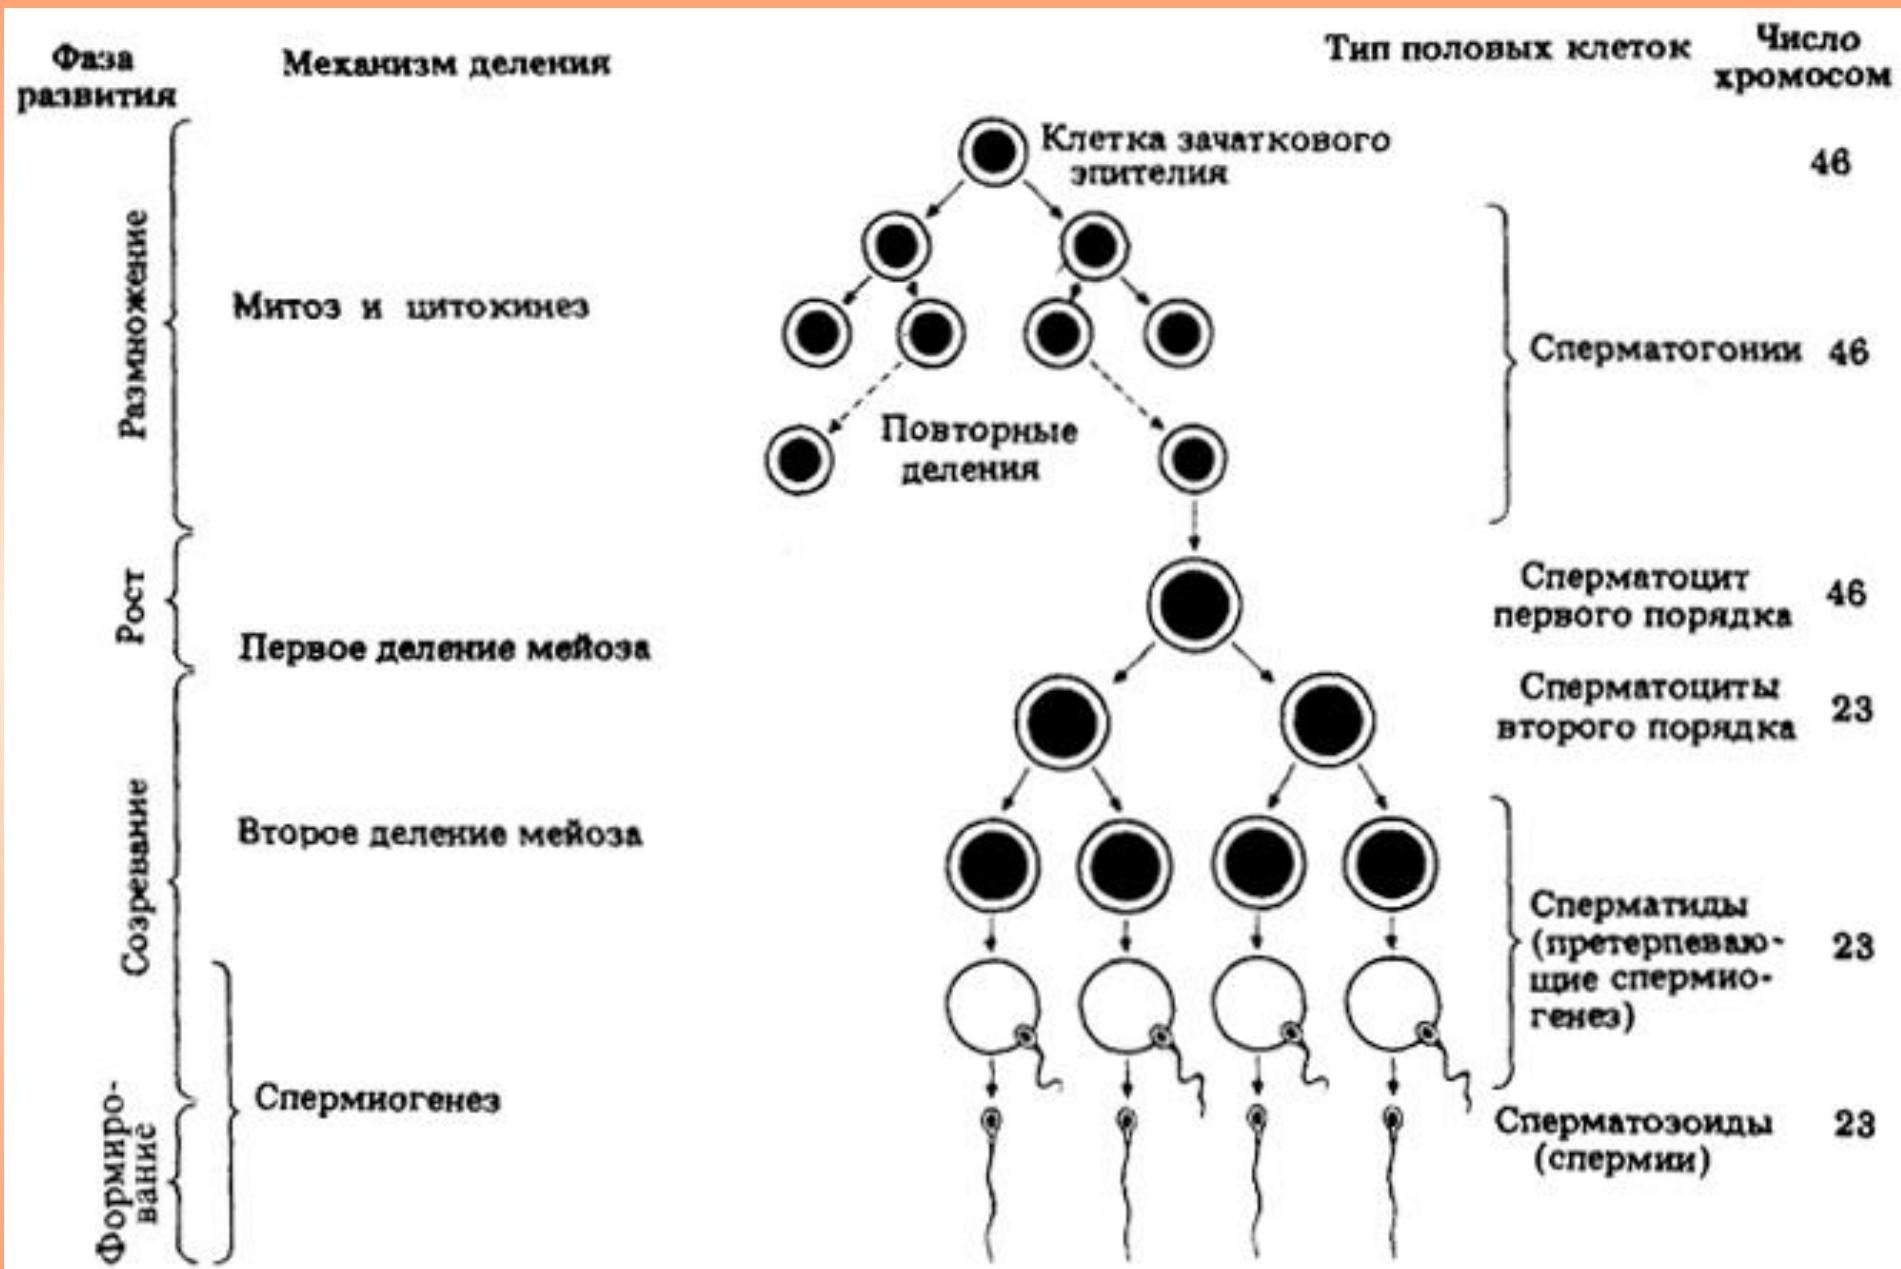 Фаза
развития
Механизм деления
Тип половых клеток
Число
хромосом
Клетка зачаткового
эпителия
46
Размножение
Митоз и цитокинез
Сперматогонии 46
Повторные
деления
Рост
Сперматоцит
первого порядка
46
Первое деление мейоза
Сперматоциты
второго порядка
23
Созревание
Второе деление мейоза
Сперматиды
(претерпеваю-
щие спермио-
генез)
23
Формиро-
вание
Спермиогенез
Сперматозоиды
(спермии)
23